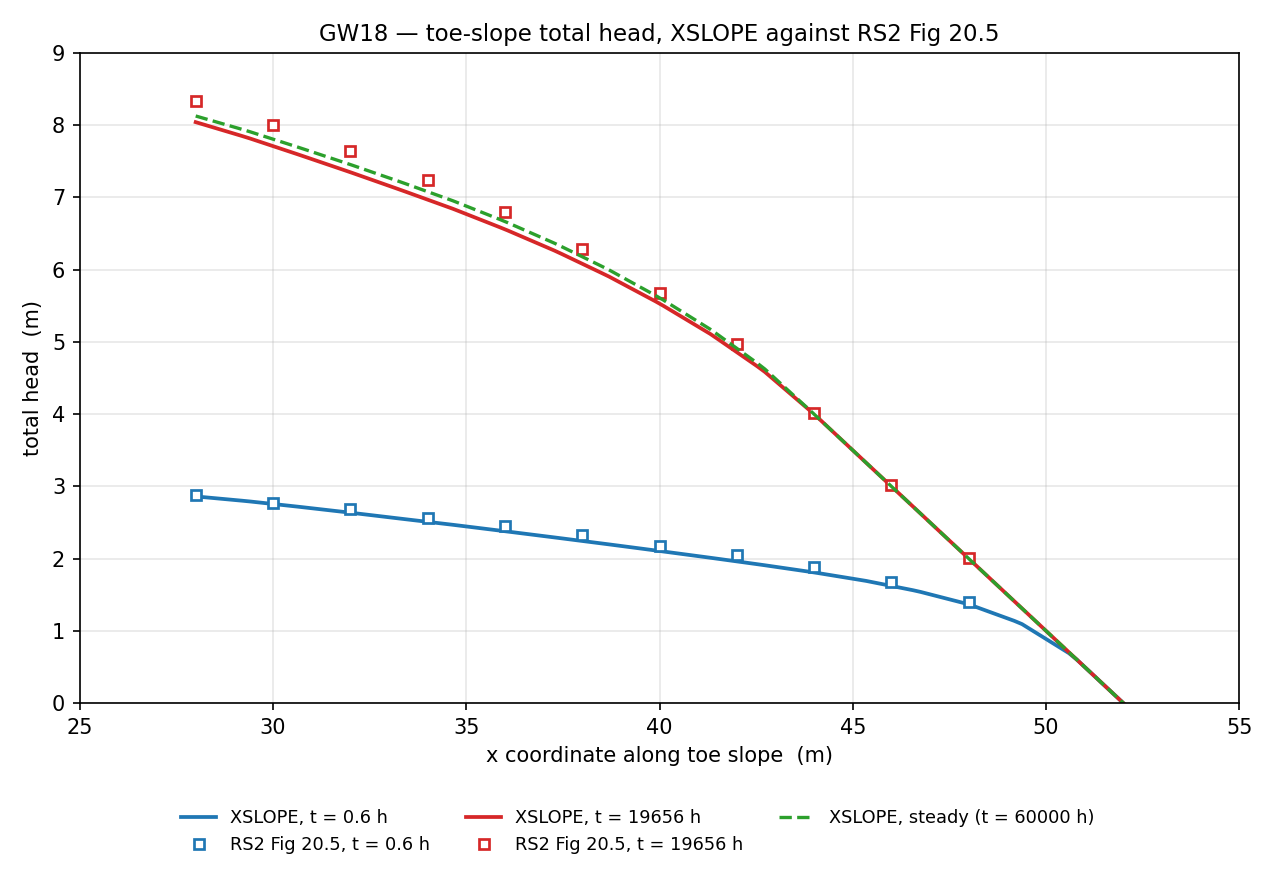 GW18 — toe-slope total head, XSLOPE against RS2 Fig 20.5
9
8
7
6
5
4
3
2
1
0
total head (m)
25 30 35 40 45 50 55
x coordinate along toe slope (m)
XSLOPE, t = 0.6 h XSLOPE, t = 19656 h XSLOPE, steady (t = 60000 h)
RS2 Fig 20.5, t = 0.6 h RS2 Fig 20.5, t = 19656 h